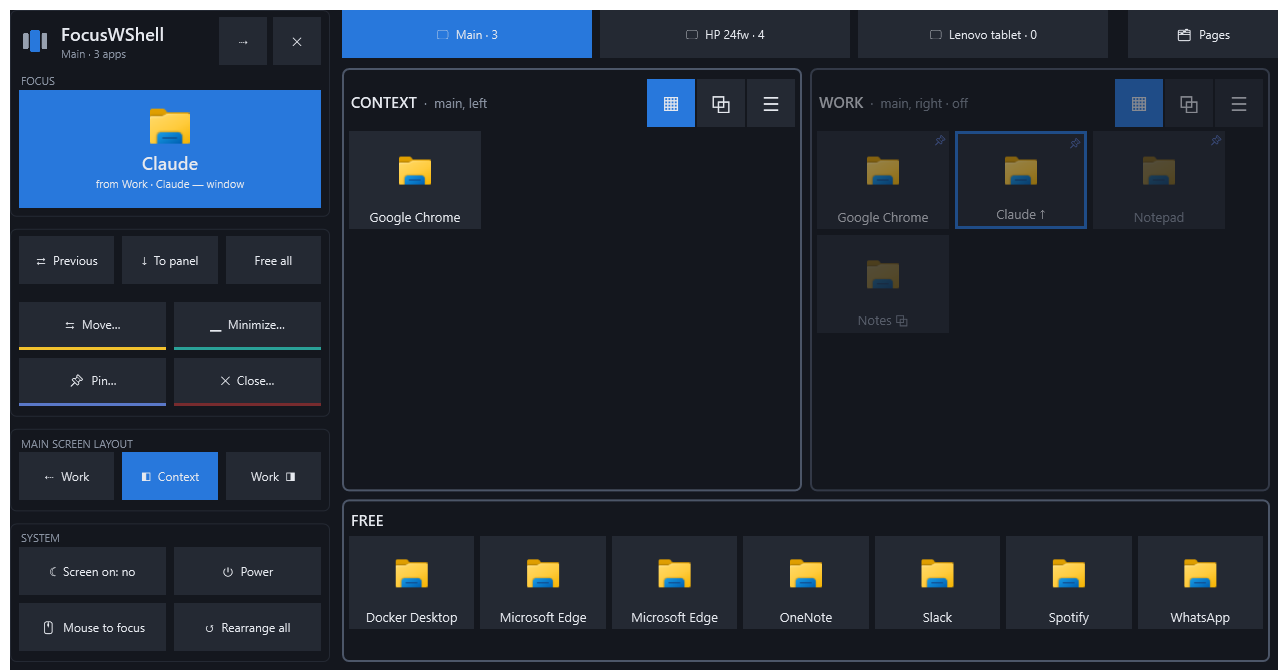 FocusWShell
Main · 3 apps
→
×
FOCUS
Claude
from Work · Claude — window
⇄ Previous
↓ To panel
Free all
⇆ Move...
Minimize...
Pin...
Close...
MAIN SCREEN LAYOUT
← Work
Context
Work
SYSTEM
☾ Screen on: no
Power
Mouse to focus
↺ Rearrange all
Main · 3
HP 24fw · 4
Lenovo tablet · 0
Pages
CONTEXT · main, left
Google Chrome
WORK · main, right · off
Google Chrome
Claude ↑
Notepad
Notes
FREE
Docker Desktop
Microsoft Edge
Microsoft Edge
OneNote
Slack
Spotify
WhatsApp